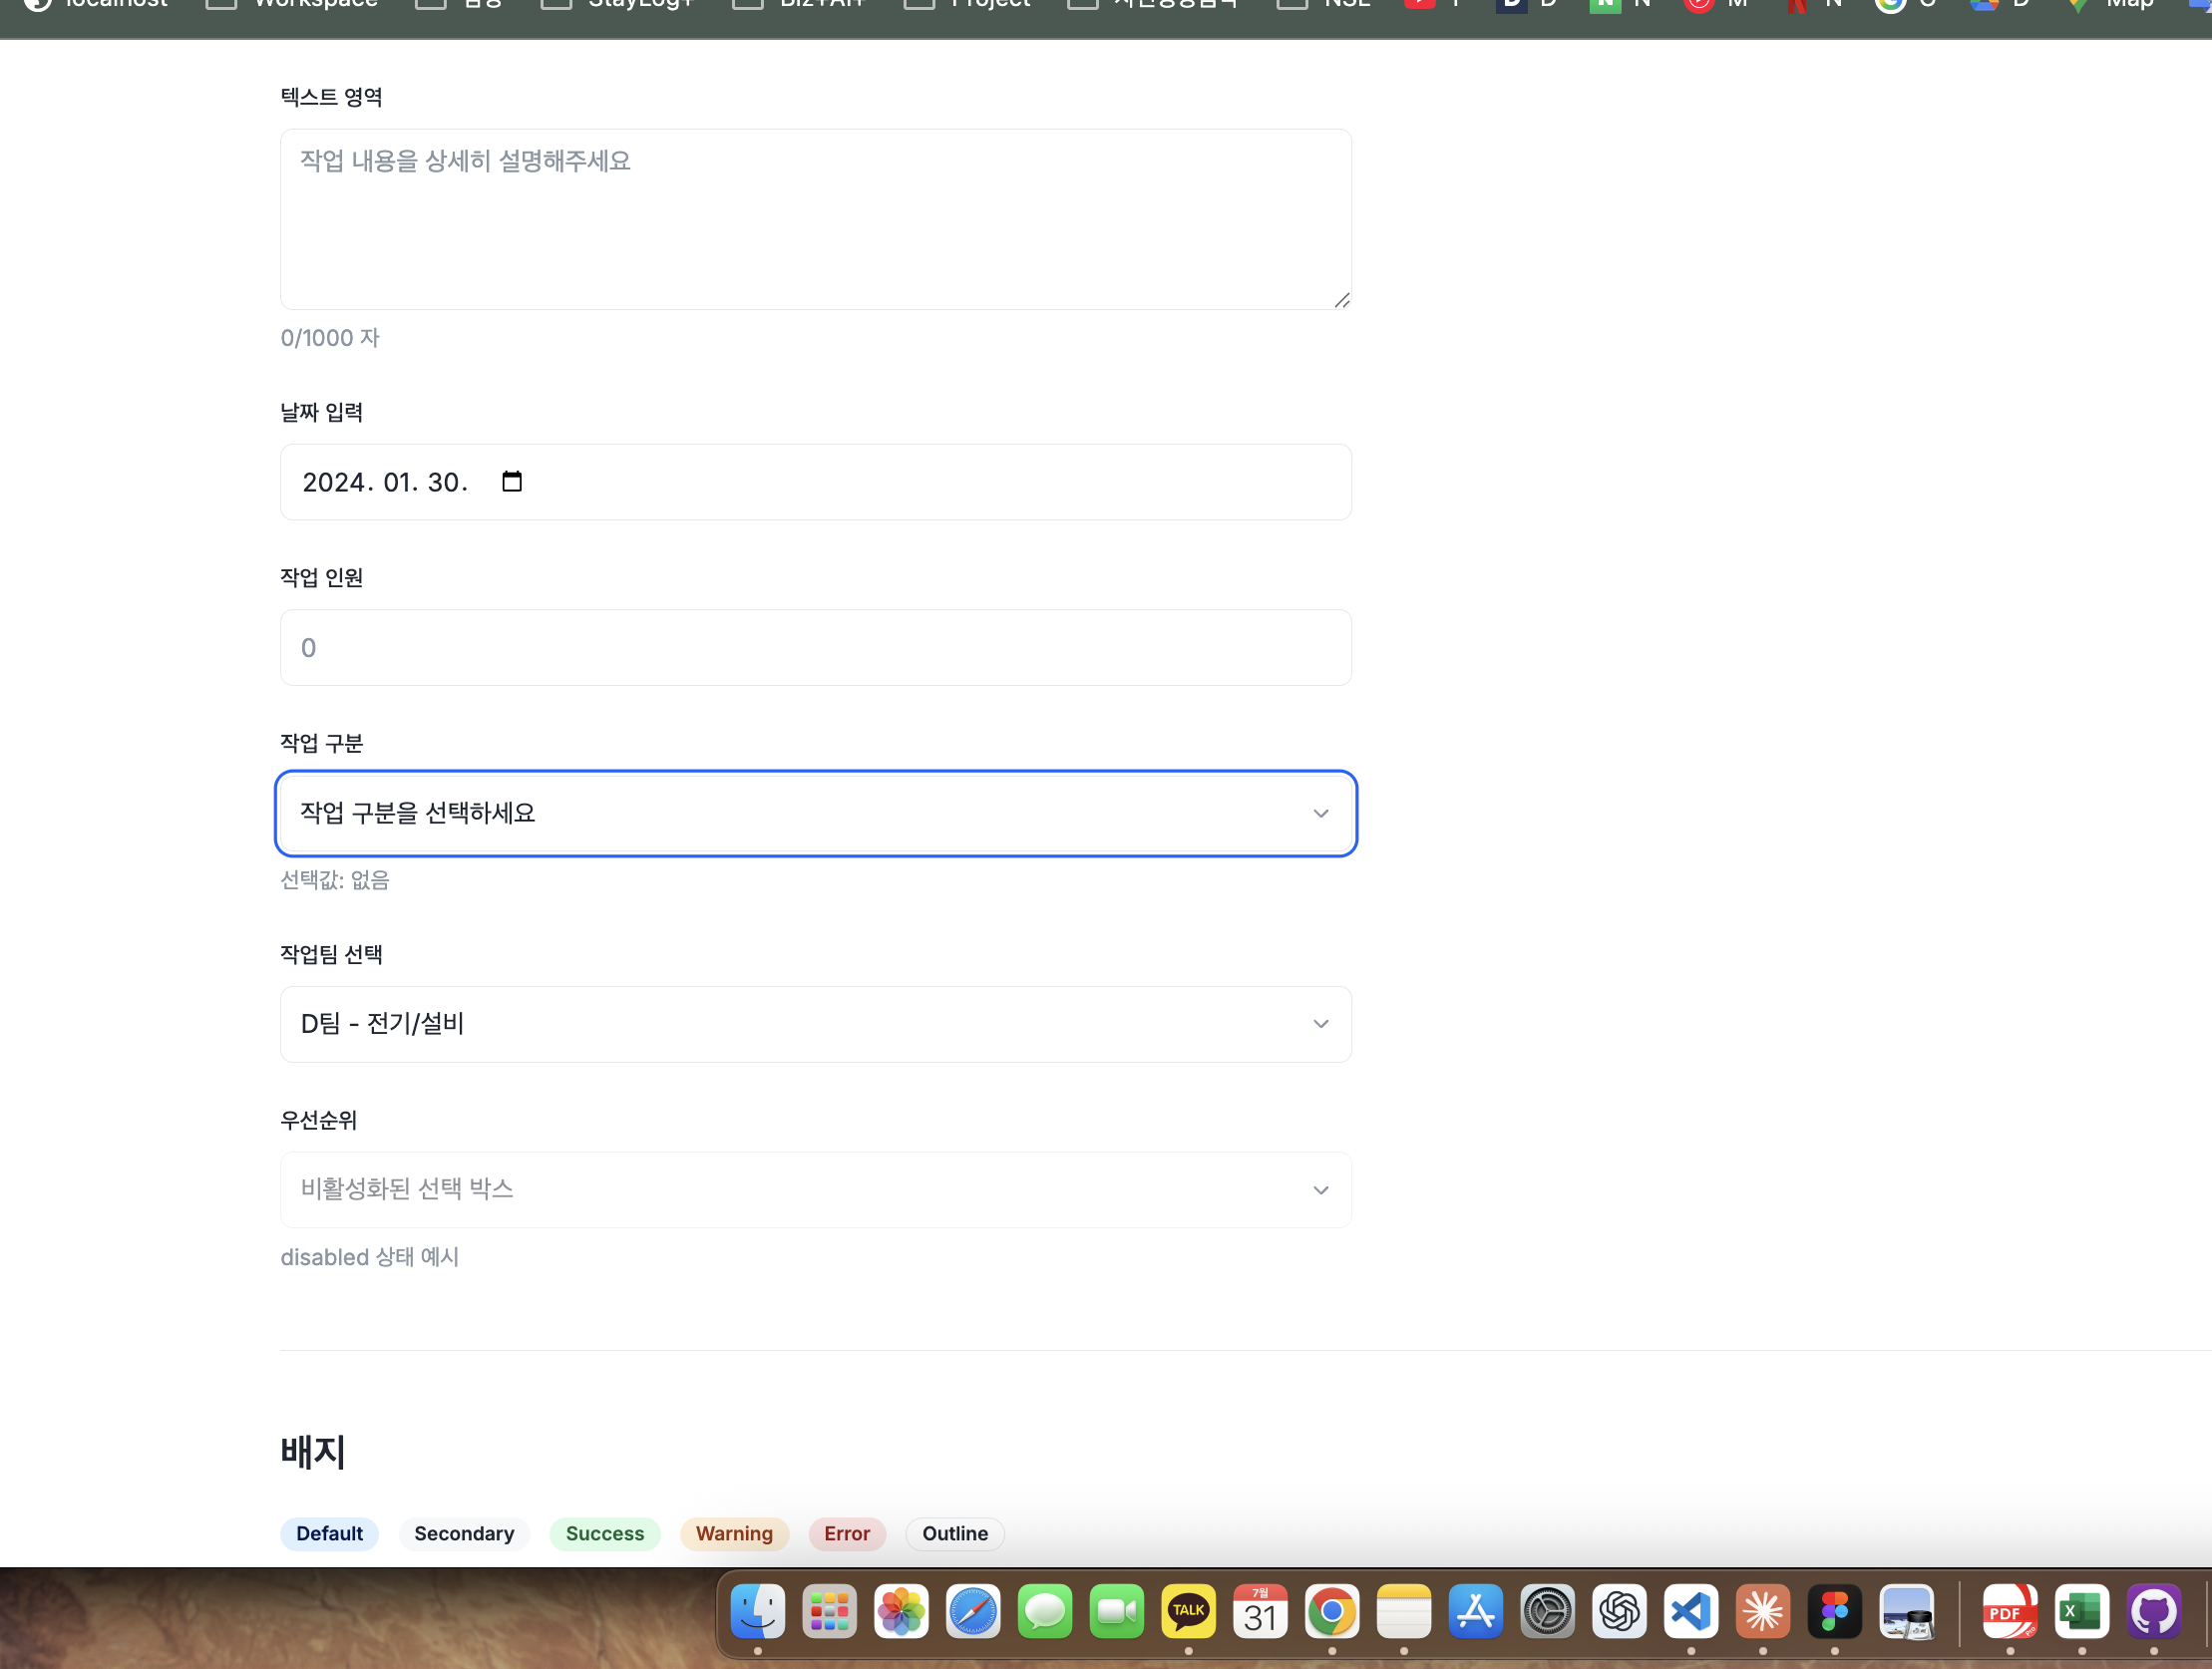 텍스트 영역
작업 내용을 상세히 설명해주세요
0/1000 자
날짜 입력
2024. 01. 30.
작업 인원
0
작업 구분
작업 구분을 선택하세요
선택값: 없음
작업팀 선택
D팀 - 전기/설비
우선순위
비활성화된 선택 박스
disabled 상태 예시
배지
Default Secondary Success Warning Error Outline
TALK
7월
31
PDF
X